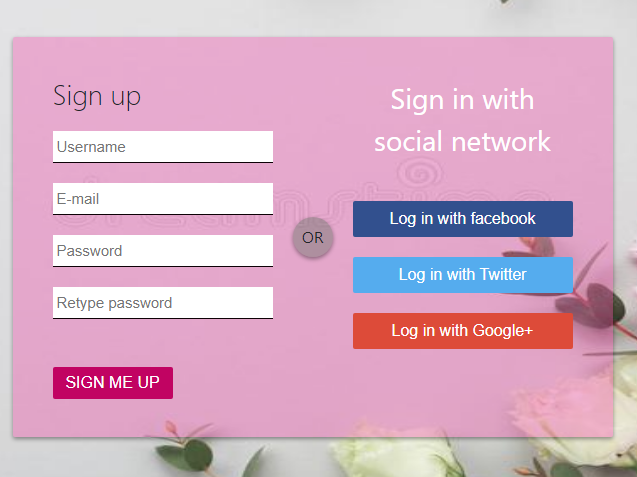 Sign up
Username
E-mail
Password
Retype password
SIGN ME UP
OR
Sign in with
social network
Log in with facebook
Log in with Twitter
Log in with Google+
dreamstime